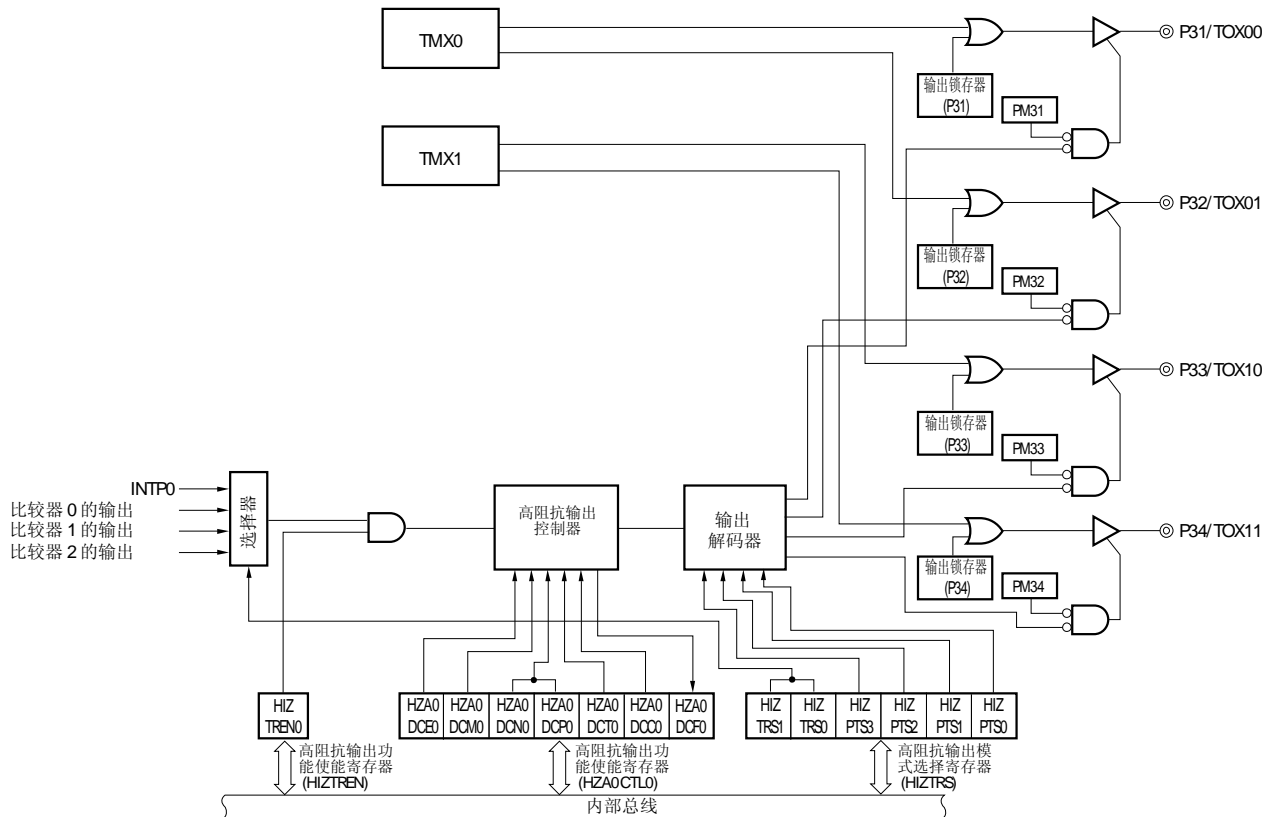 TMX0
P31/TOX00
输出锁存器
(P31)
PM31
TMX1
P32/TOX01
输出锁存器
(P32)
PM32
P33/TOX10
输出锁存器
(P33)
PM33
INTP0
比较器 0 的输出
比较器 1 的输出
比较器 2 的输出
选择器
高阻抗输出
控制器
输出
解码器
P34/TOX11
输出锁存器
(P34)
PM34
HIZ
TREN0
HZA0
DCE0
HZA0
DCM0
HZA0
DCN0
HZA0
DCP0
HZA0
DCT0
HZA0
DCC0
HZA0
DCF0
HIZ
TRS1
HIZ
TRS0
HIZ
PTS3
HIZ
PTS2
HIZ
PTS1
HIZ
PTS0
高阻抗输出功
能使能寄存器
(HIZTREN)
高阻抗输出功
能使能寄存器
(HZA0CTL0)
高阻抗输出模
式选择寄存器
(HIZTRS)
内部总线